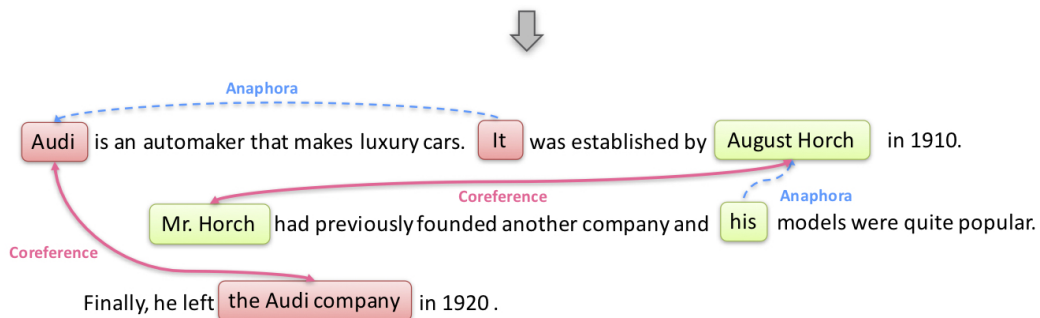 Anaphora
Audi is an automaker that makes luxury cars. It was established by August Horch in 1910.
Coreference
Anaphora
Mr. Horch had previously founded another company and his models were quite popular.
Coreference
Finally, he left the Audi company in 1920 .